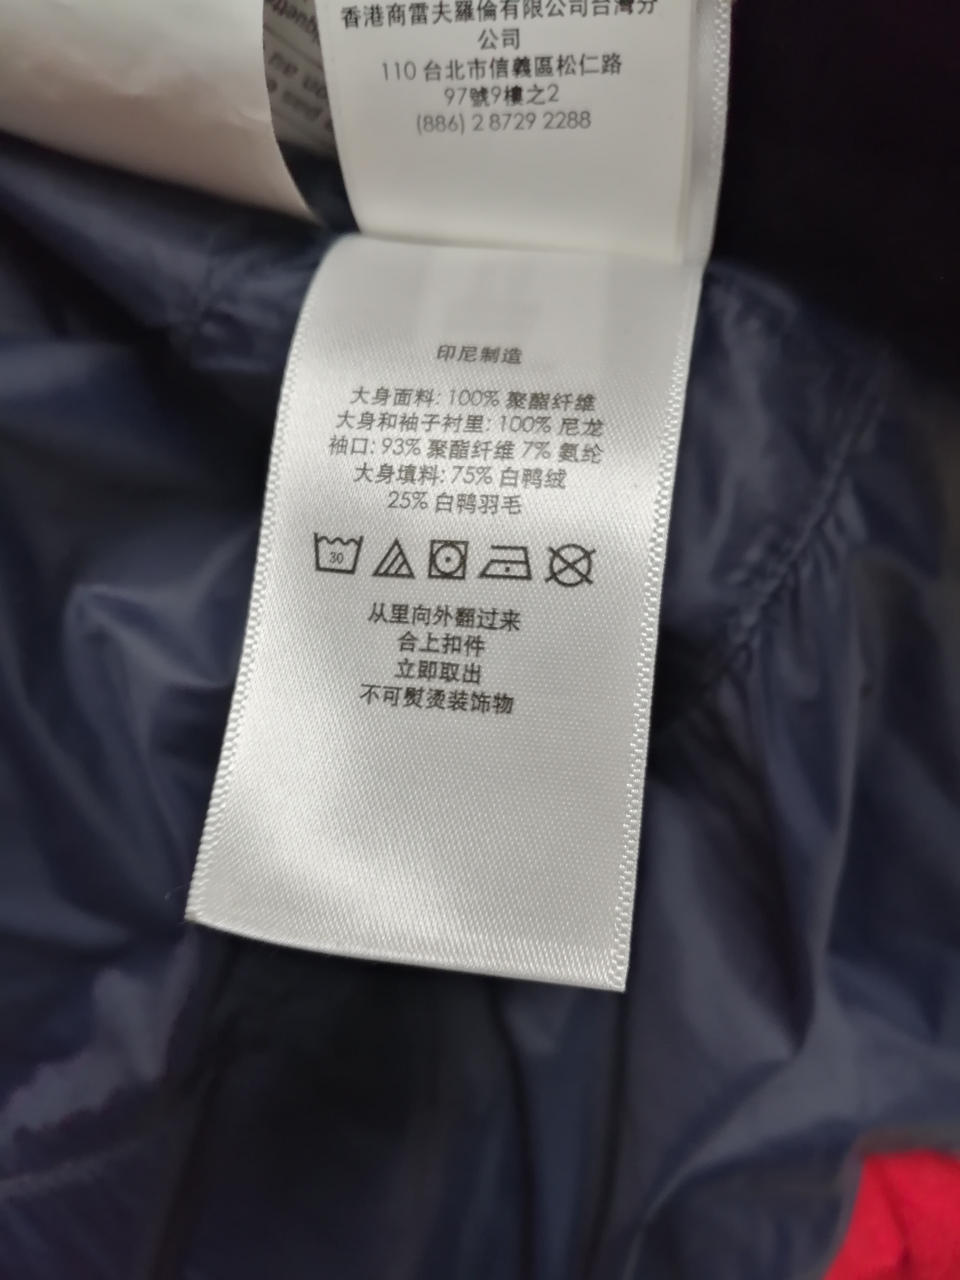 香港商雷夫羅倫有限公司台灣分
公司
110 台北市信義區松仁路
97號9樓之2
(886) 2 8729 2288
印尼制造
大身面料: 100% 聚酯纤维
大身和袖子衬里: 100% 尼龙
袖口: 93% 聚酯纤维 7% 氨纶
大身填料: 75% 白鸭绒
25% 白鸭羽毛
30
从里向外翻过来
合上扣件
立即取出
不可熨烫装饰物